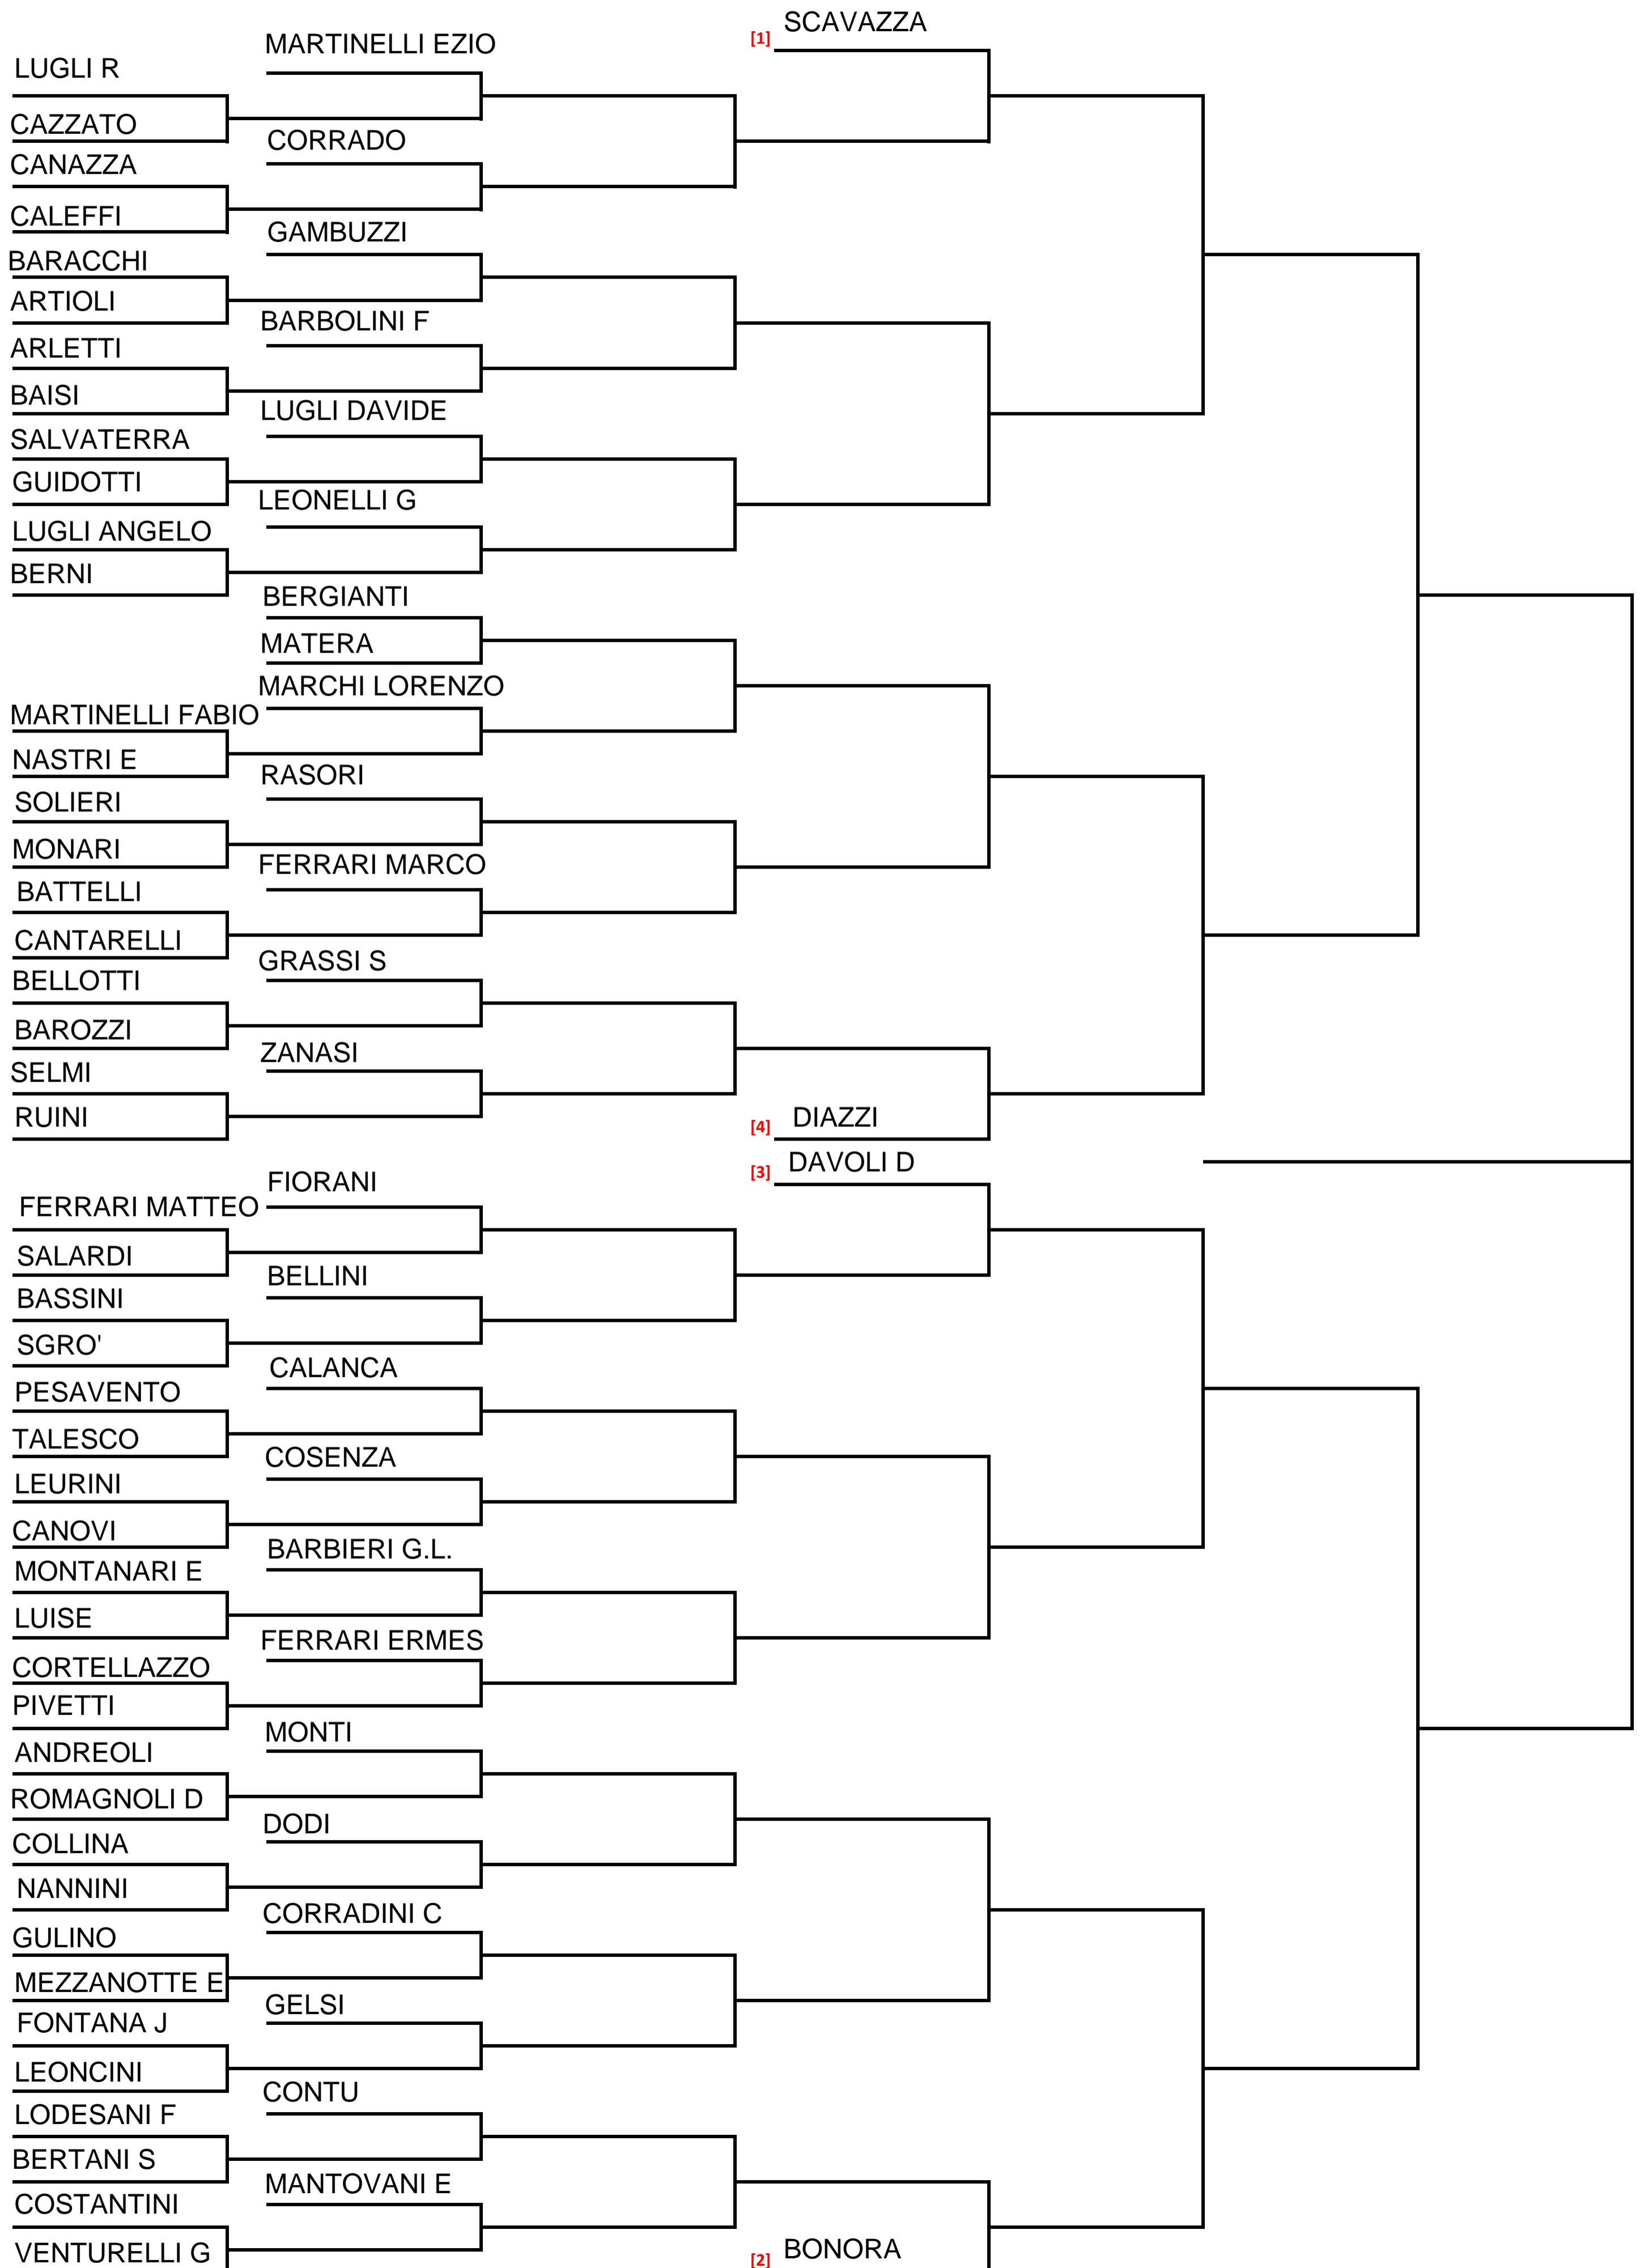 SCAVAZZA
[1]
MARTINELLI EZIO
LUGLI R
CAZZATO
CORRADO
CANAZZA
CALEFFI
GAMBUZZI
BARACCHI
ARTIOLI
BARBOLINI F
ARLETTI
BAISI
LUGLI DAVIDE
SALVATERRA
GUIDOTTI
LEONELLI G
LUGLI ANGELO
BERNI
BERGIANTI
MATERA
MARCHI LORENZO
MARTINELLI FABIO
NASTRI E
RASORI
SOLIERI
MONARI
FERRARI MARCO
BATTELLI
CANTARELLI
GRASSI S
BELLOTTI
BAROZZI
ZANASI
SELMI
RUINI
[4] DIAZZI
[3] DAVOLI D
FIORANI
FERRARI MATTEO
SALARDI
BELLINI
BASSINI
SGRO'
CALANCA
PESAVENTO
TALESCO
COSENZA
LEURINI
CANOVI
BARBIERI G.L.
MONTANARI E
LUISE
FERRARI ERMES
CORTELLAZZO
PIVETTI
MONTI
ANDREOLI
ROMAGNOLI D
DODI
COLLINA
NANNINI
CORRADINI C
GULINO
MEZZANOTTE E
GELSI
FONTANA J
LEONCINI
CONTU
LODESANI F
BERTANI S
MANTOVANI E
COSTANTINI
VENTURELLI G
[2] BONORA